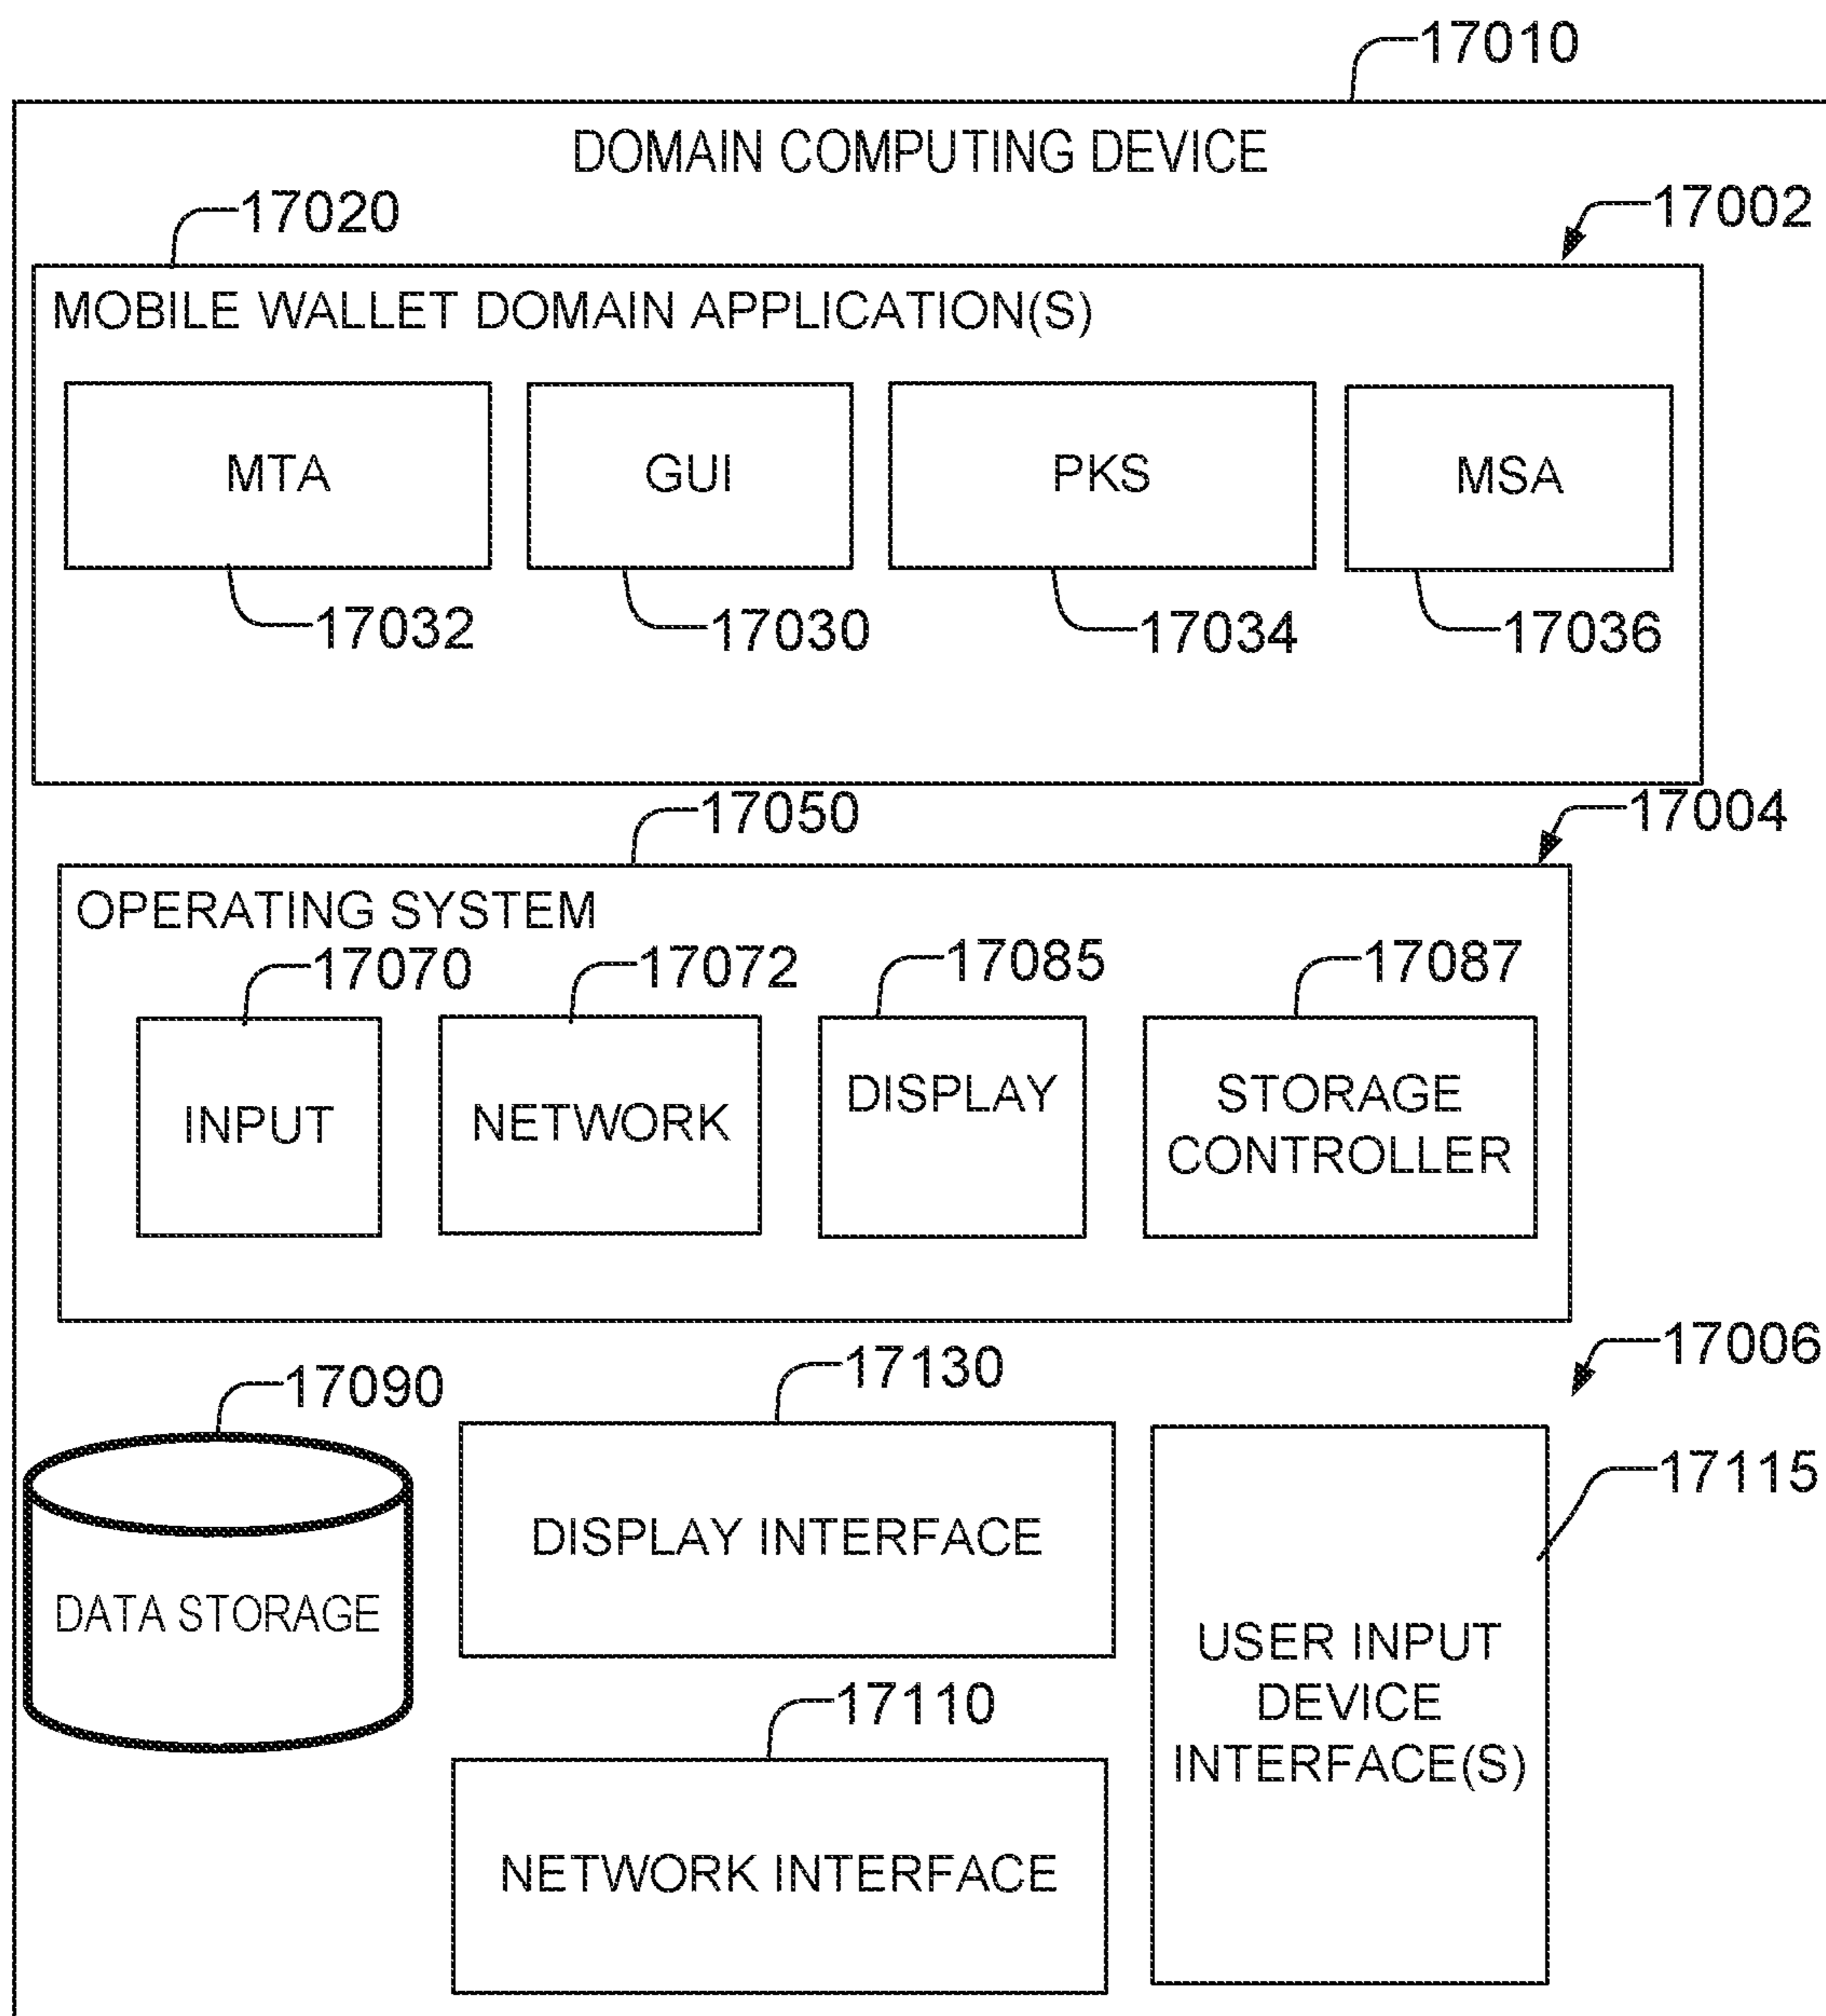 17010
DOMAIN COMPUTING DEVICE
17020
17002
MOBILE WALLET DOMAIN APPLICATION(S)
MTA
GUI
PKS
MSA
17032
17030
17034
17036
17050
17004
OPERATING SYSTEM
17070
17072
17085
17087
INPUT
NETWORK
DISPLAY
STORAGE
CONTROLLER
17006
17090
17130
17115
DATA STORAGE
DISPLAY INTERFACE
USER INPUT
DEVICE
INTERFACE(S)
17110
NETWORK INTERFACE